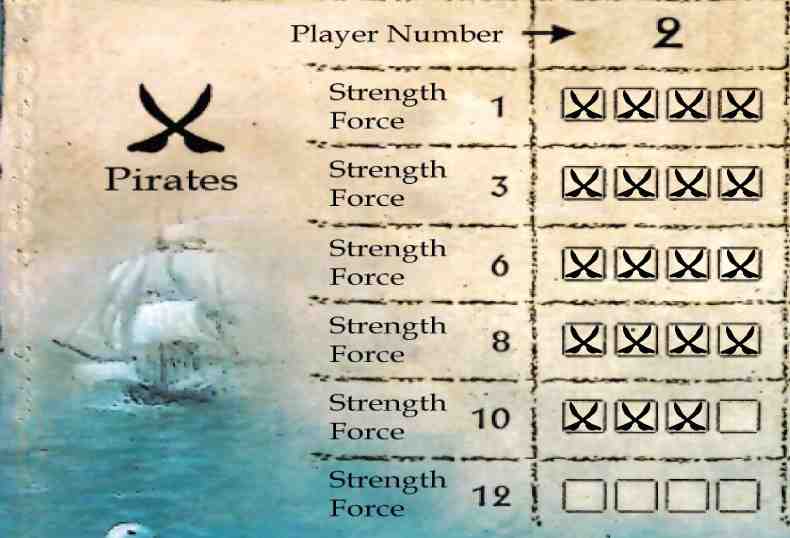 Player Number 2
Pirates
Strength
Force 1
Strength
Force 3
Strength
Force 6
Strength
Force 8
Strength
Force 10
Strength
Force 12